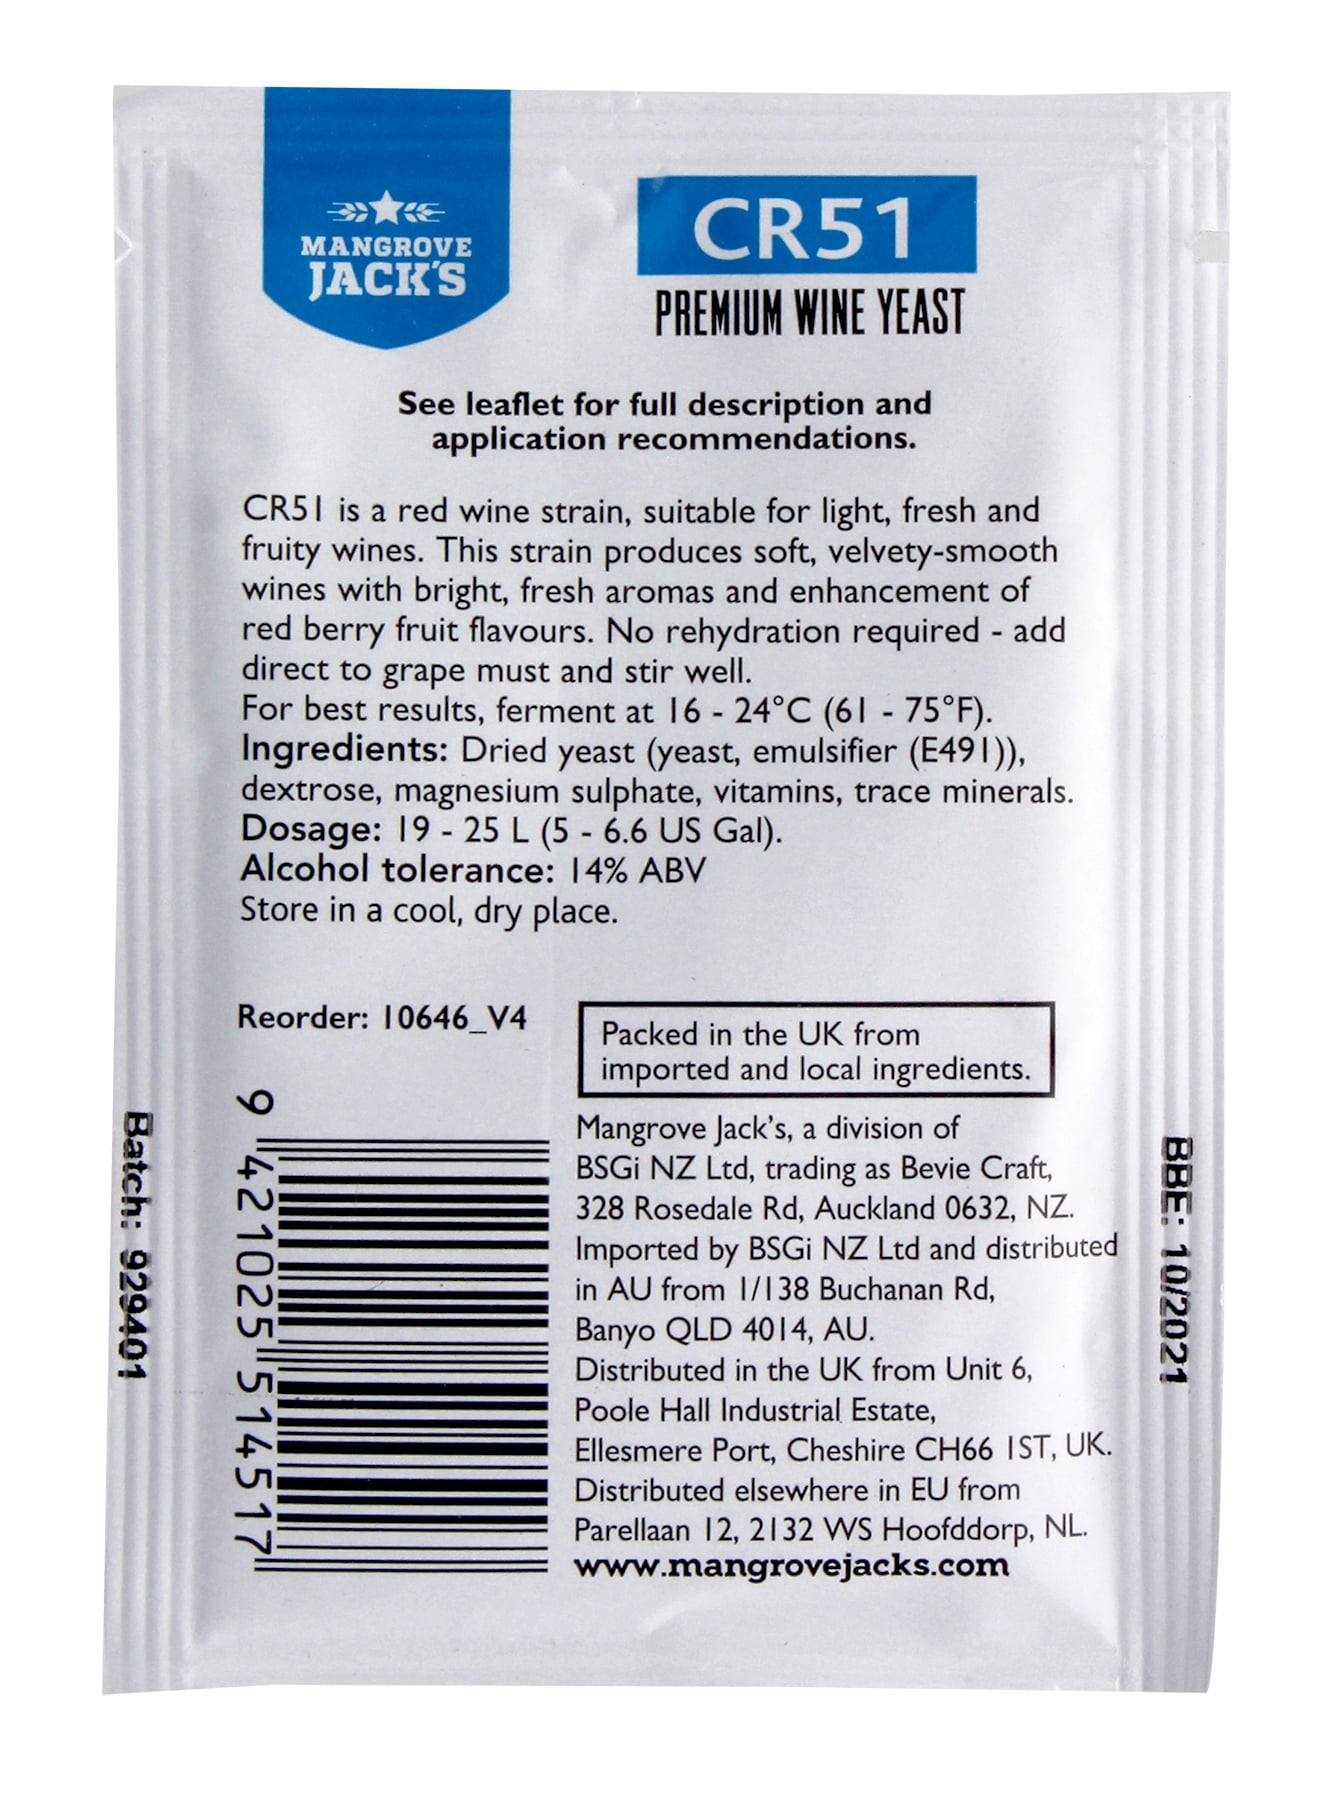 MANGROVE
JACK'S
CR51
PREMIUM WINE YEAST
See leaflet for full description and
application recommendations.
CR51 is a red wine strain, suitable for light, fresh and
fruity wines. This strain produces soft, velvety-smooth
wines with bright, fresh aromas and enhancement of
red berry fruit flavours. No rehydration required - add
direct to grape must and stir well.
For best results, ferment at 16 - 24°C (61 - 75°F).
Ingredients: Dried yeast (yeast, emulsifier (E491)),
dextrose, magnesium sulphate, vitamins, trace minerals.
Dosage: 19 - 25 L (5 - 6.6 US Gal).
Alcohol tolerance: 14% ABV
Store in a cool, dry place.
Reorder: 10646_V4
Packed in the UK from
imported and local ingredients.
9 421025 514517
Mangrove Jack's, a division of
BSGi NZ Ltd, trading as Bevie Craft,
328 Rosedale Rd, Auckland 0632, NZ.
Imported by BSGi NZ Ltd and distributed
in AU from 1/138 Buchanan Rd,
Banyo QLD 4014, AU.
Distributed in the UK from Unit 6,
Poole Hall Industrial Estate,
Ellesmere Port, Cheshire CH66 1ST, UK.
Distributed elsewhere in EU from
Parellaan 12, 2132 WS Hoofddorp, NL.
www.mangrovejacks.com
Batch: 929401
BBE: 10/2021